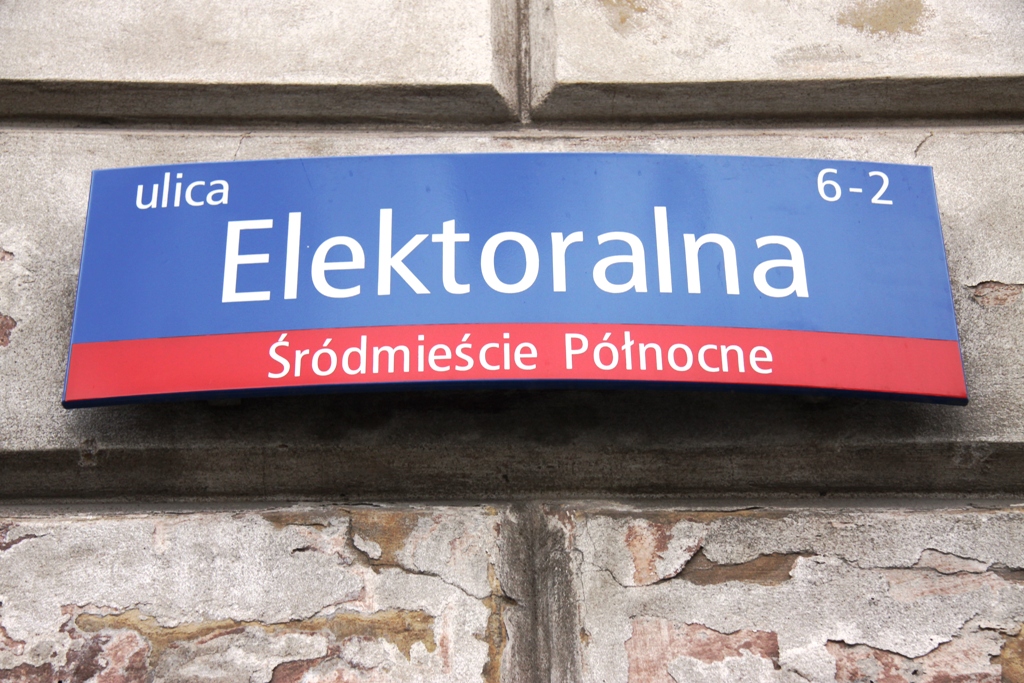 ulica
6-2
Elektoralna
Śródmieście Północne